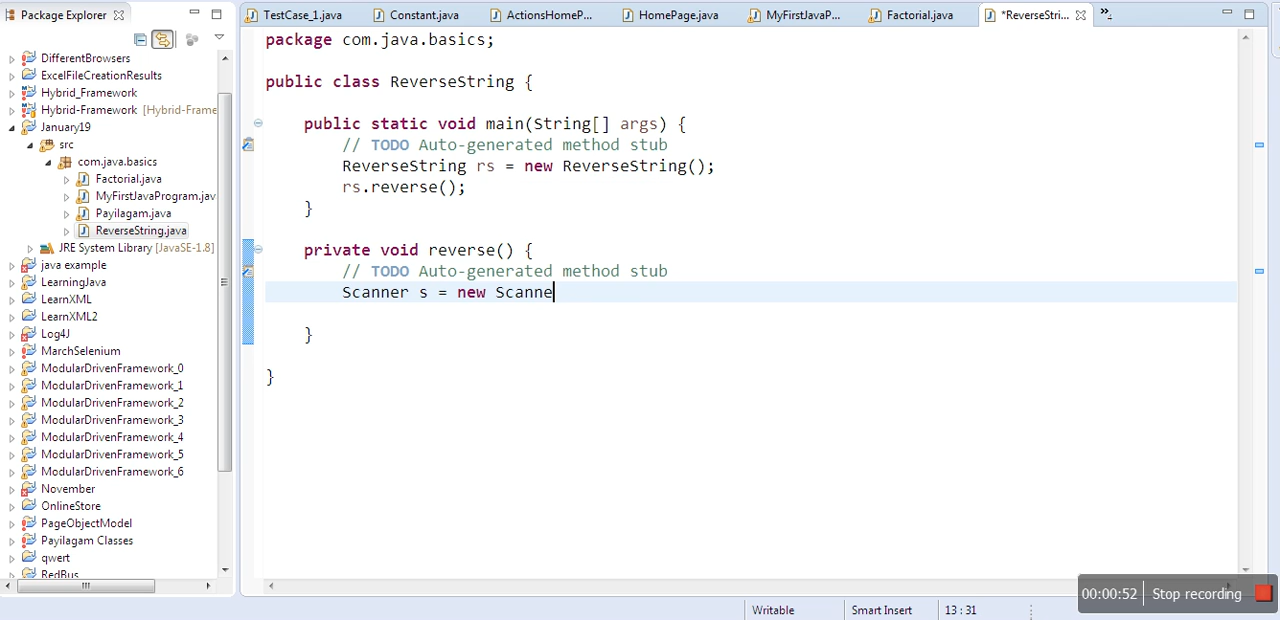 Package Explorer
DifferentBrowsers
ExcelFileCreationResults
Hybrid_Framework
Hybrid-Framework [Hybrid-Frame
January19
src
com.java.basics
Factorial.java
MyFirstJavaProgram.jav
Payilagam.java
ReverseString.java
JRE System Library [JavaSE-1.8]
java example
LearningJava
LearnXML
LearnXML2
Log4J
MarchSelenium
ModularDrivenFramework_0
ModularDrivenFramework_1
ModularDrivenFramework_2
ModularDrivenFramework_3
ModularDrivenFramework_4
ModularDrivenFramework_5
ModularDrivenFramework_6
November
OnlineStore
PageObjectModel
Payilagam Classes
qwert
RedBus
TestCase_1.java Constant.java ActionsHomeP... HomePage.java MyFirstJavaP... Factorial.java *ReverseStri... »
package com.java.basics;
public class ReverseString {
public static void main(String[] args) {
// TODO Auto-generated method stub
ReverseString rs = new ReverseString();
rs.reverse();
}
private void reverse() {
// TODO Auto-generated method stub
Scanner s = new Scanne
}
}
00:00:52 Stop recording
Writable Smart Insert 13 : 31